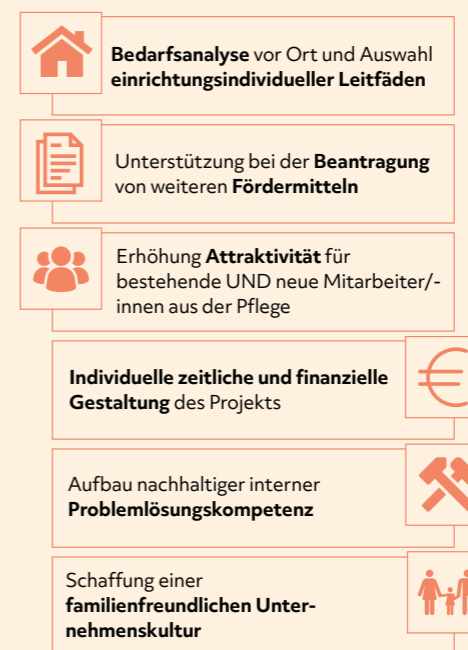 Bedarfsanalyse vor Ort und Auswahl
einrichtungsindividueller Leitfäden
Unterstützung bei der Beantragung
von weiteren Fördermitteln
Erhöhung Attraktivität für
bestehende UND neue Mitarbeiter/-
innen aus der Pflege
Individuelle zeitliche und finanzielle
Gestaltung des Projekts
Aufbau nachhaltiger interner
Problemlösungskompetenz
Schaffung einer
familienfreundlichen Unter-
nehmenskultur